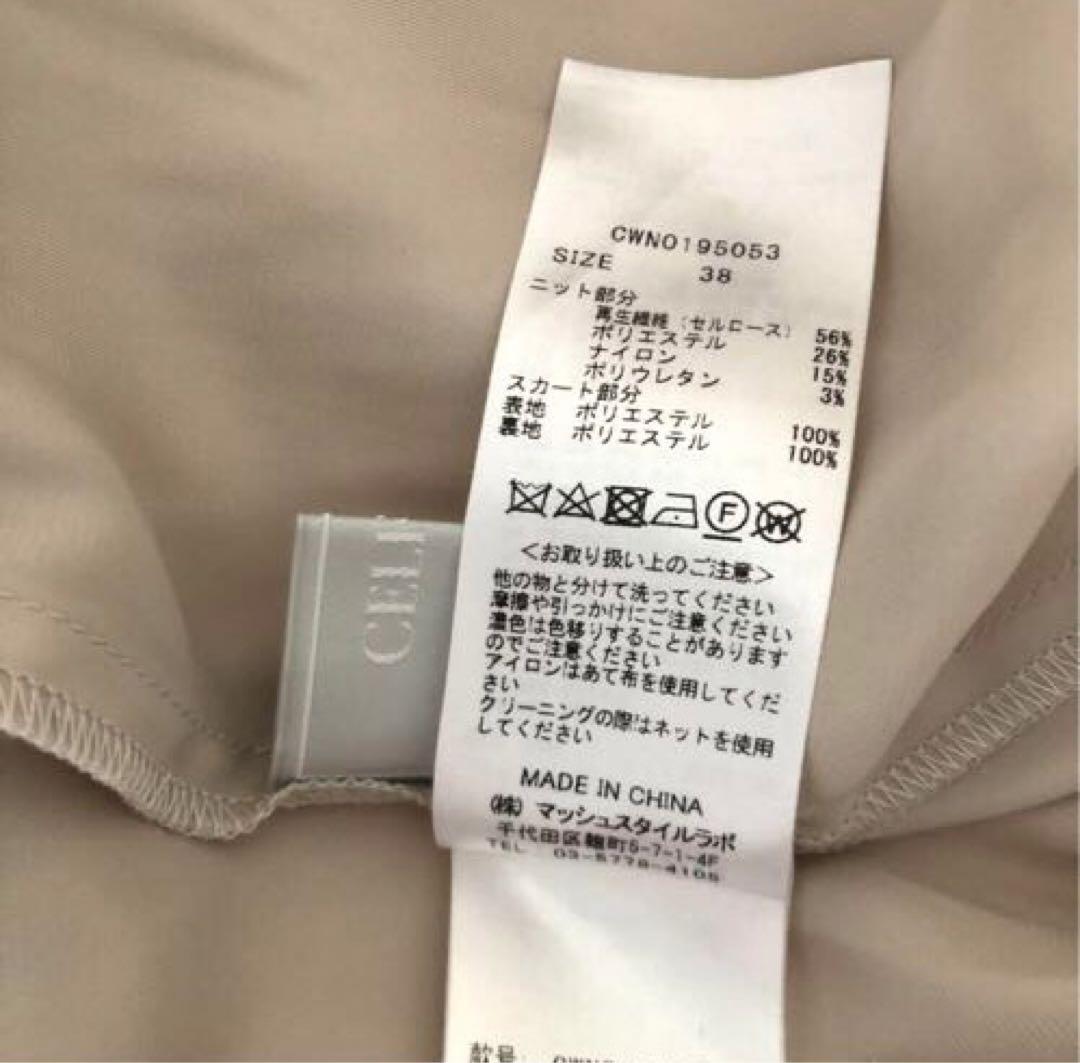 CWNO195053
SIZE 38
ニット部分
再生繊維（セルロース） 56%
ポリエステル 26%
ナイロン 15%
ポリウレタン 3%
スカート部分
表地 ポリエステル 100%
裏地 ポリエステル 100%
F
W
<お取り扱い上のご注意>
他の物と分けて洗ってください
摩擦や引っかけにご注意ください
濃色は色移りすることがあります
のでご注意ください
アイロンはあて布を使用してくだ
さい
クリーニングの際はネットを使用
してください
MADE IN CHINA
(株) マッシュスタイルラボ
千代田区麹町5-7-1-4F
TEL 03-5778-4105
CELI
款号